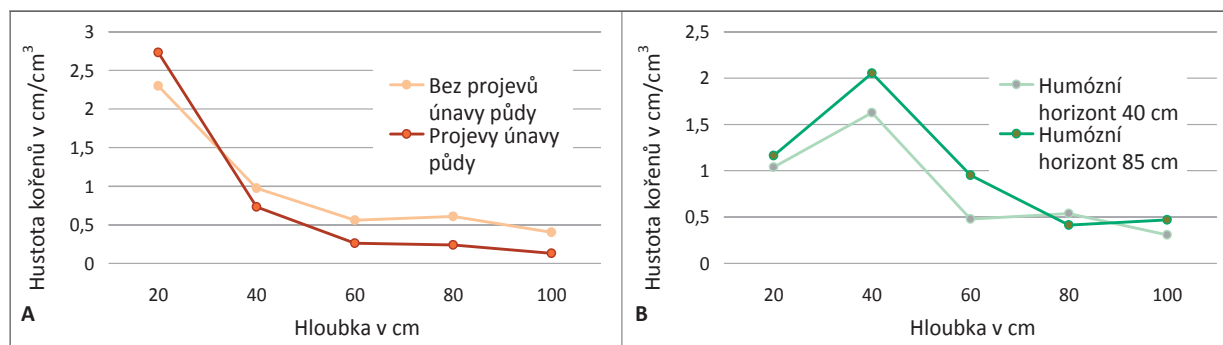 Hustota kořenů v cm/cm³
3
2,5
2
1,5
1
0,5
0
20 40 60 80 100
Hloubka v cm
Bez projevů
únavy půdy
Projevy únavy
půdy
A
Hustota kořenů v cm/cm³
2,5
2
1,5
1
0,5
0
20 40 60 80 100
Hloubka v cm
Humózní
horizont 40 cm
Humózní
horizont 85 cm
B